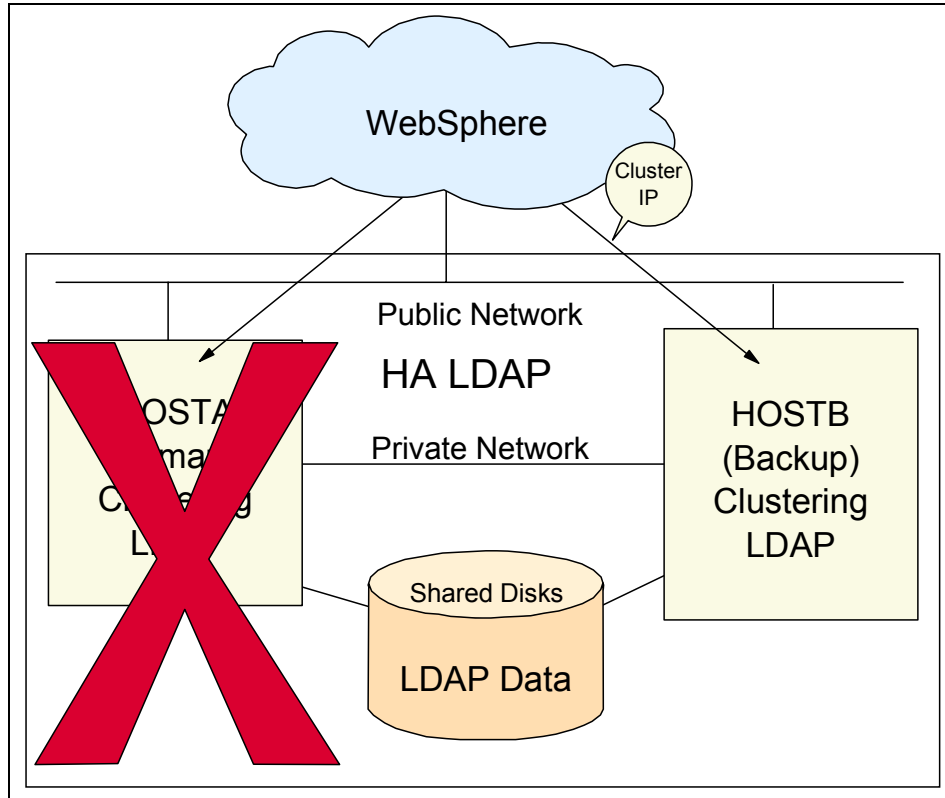 WebSphere
Cluster
IP
Public Network
HA LDAP
Private Network
HOSTB
(Backup)
Clustering
LDAP
Shared Disks
LDAP Data